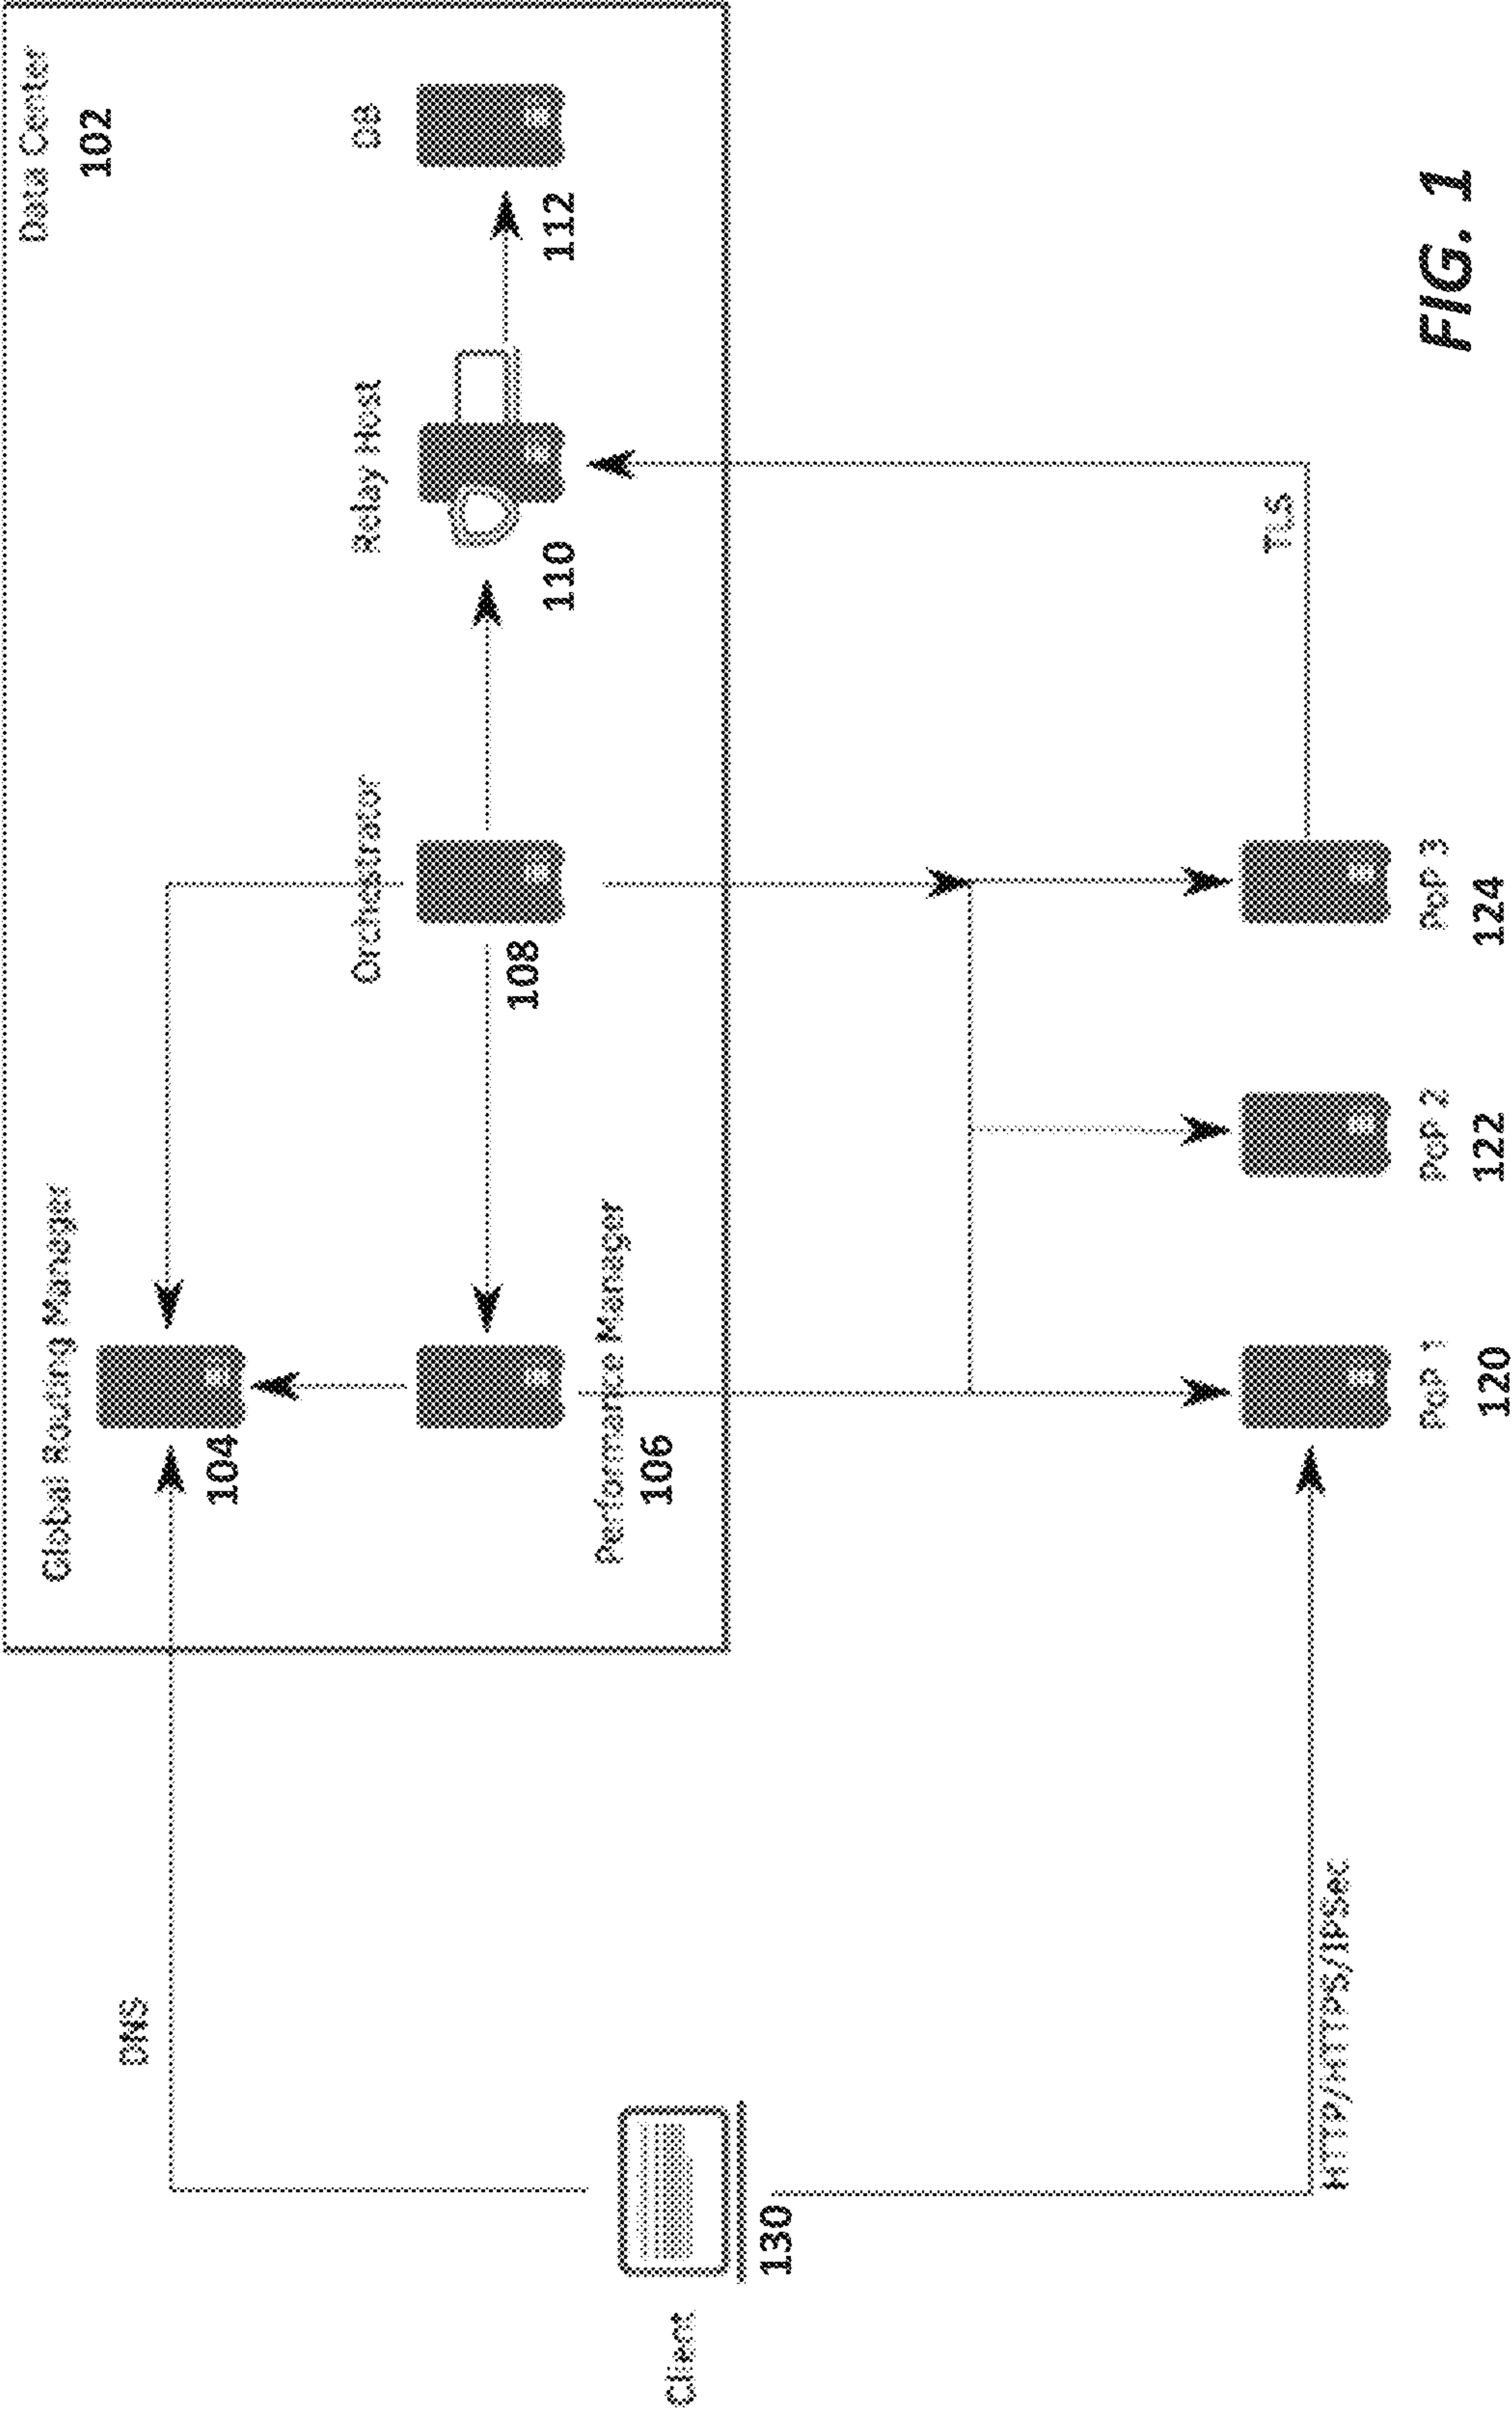 Data Center
102
Global Routing Manager
104
DNS
Orchestrator
108
Relay Host
110
DB
112
Performance Manager
106
Client
130
TLS
HTTP/HTTPS/IPSec
PoP 1
120
PoP 2
122
PoP 3
124
FIG. 1